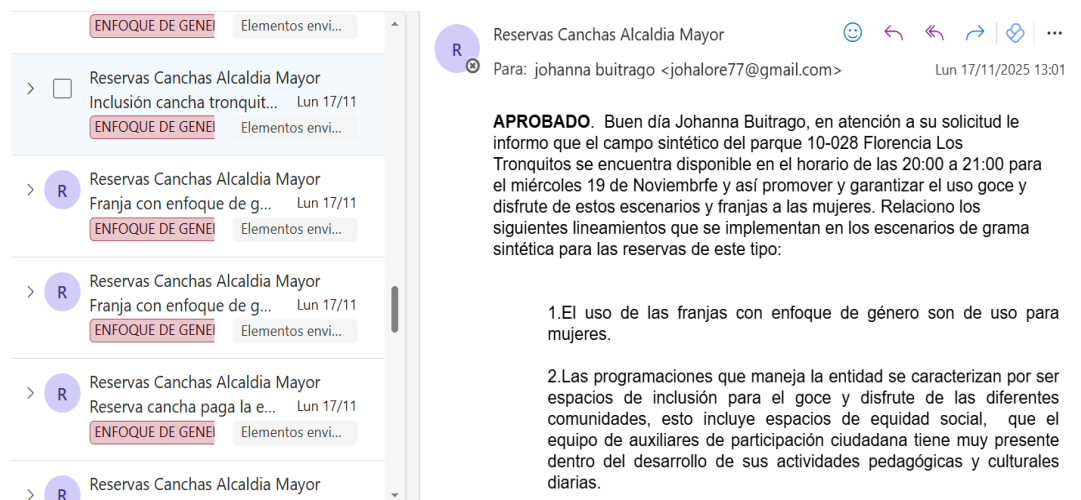 ENFOQUE DE GENE
Elementos envi...
Reservas Canchas Alcaldia Mayor
Inclusión cancha tronquit... Lun 17/11
ENFOQUE DE GENE
Elementos envi...
R
Reservas Canchas Alcaldia Mayor
Franja con enfoque de g... Lun 17/11
ENFOQUE DE GENE
Elementos envi...
R
Reservas Canchas Alcaldia Mayor
Franja con enfoque de g... Lun 17/11
ENFOQUE DE GENE
Elementos envi...
R
Reservas Canchas Alcaldia Mayor
Reserva cancha paga la e... Lun 17/11
ENFOQUE DE GENE
Elementos envi...
R
Reservas Canchas Alcaldia Mayor
R
Reservas Canchas Alcaldia Mayor
Para: johanna buitrago <johalore77@gmail.com> Lun 17/11/2025 13:01
APROBADO. Buen día Johanna Buitrago, en atención a su solicitud le
informo que el campo sintético del parque 10-028 Florencia Los
Tronquitos se encuentra disponible en el horario de las 20:00 a 21:00 para
el miércoles 19 de Noviembrfe y así promover y garantizar el uso goce y
disfrute de estos escenarios y franjas a las mujeres. Relaciono los
siguientes lineamientos que se implementan en los escenarios de grama
sintética para las reservas de este tipo:
1.El uso de las franjas con enfoque de género son de uso para
mujeres.
2.Las programaciones que maneja la entidad se caracterizan por ser
espacios de inclusión para el goce y disfrute de las diferentes
comunidades, esto incluye espacios de equidad social, que el
equipo de auxiliares de participación ciudadana tiene muy presente
dentro del desarrollo de sus actividades pedagógicas y culturales
diarias.